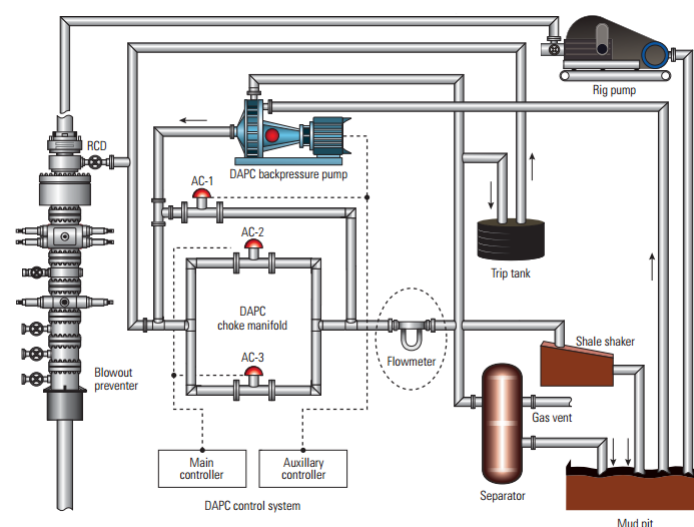 Rig pump
RCD
DAPC backpressure pump
AC-1
AC-2
Trip tank
DAPC
choke manifold
Flowmeter
Shale shaker
AC-3
Blowout
preventer
Gas vent
Main
controller
Auxillary
controller
Separator
DAPC control system
Mud pit